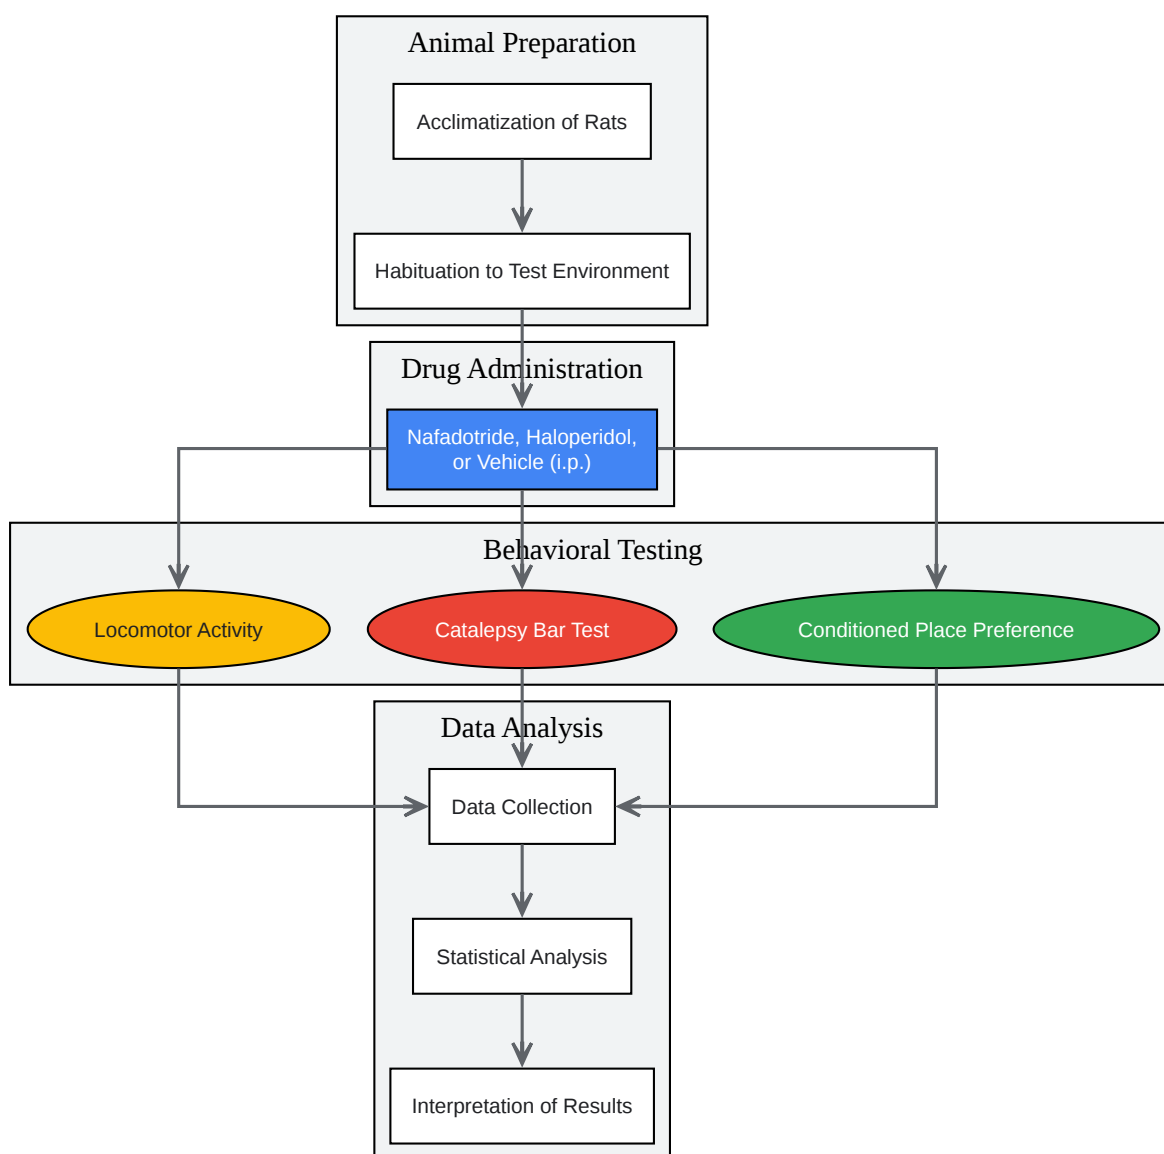 Animal Preparation
Acclimatization of Rats
Habituation to Test Environment
Drug Administration
Nafadotride, Haloperidol,
or Vehicle (i.p.)
Behavioral Testing
Locomotor Activity
Catalepsy Bar Test
Conditioned Place Preference
Data Analysis
Data Collection
Statistical Analysis
Interpretation of Results